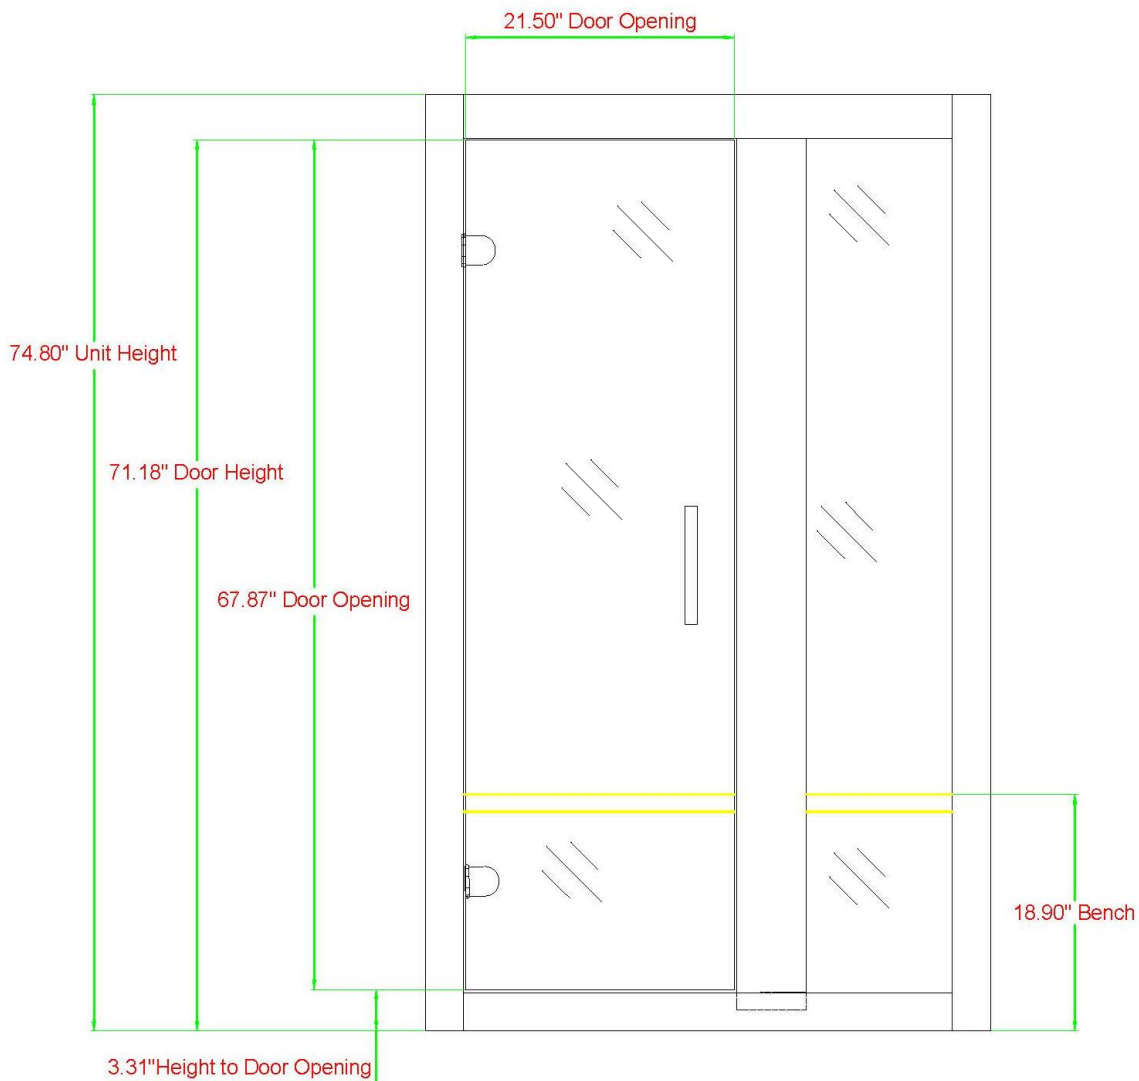 21.50" Door Opening
74.80" Unit Height
71.18" Door Height
67.87" Door Opening
18.90" Bench
3.31"Height to Door Opening